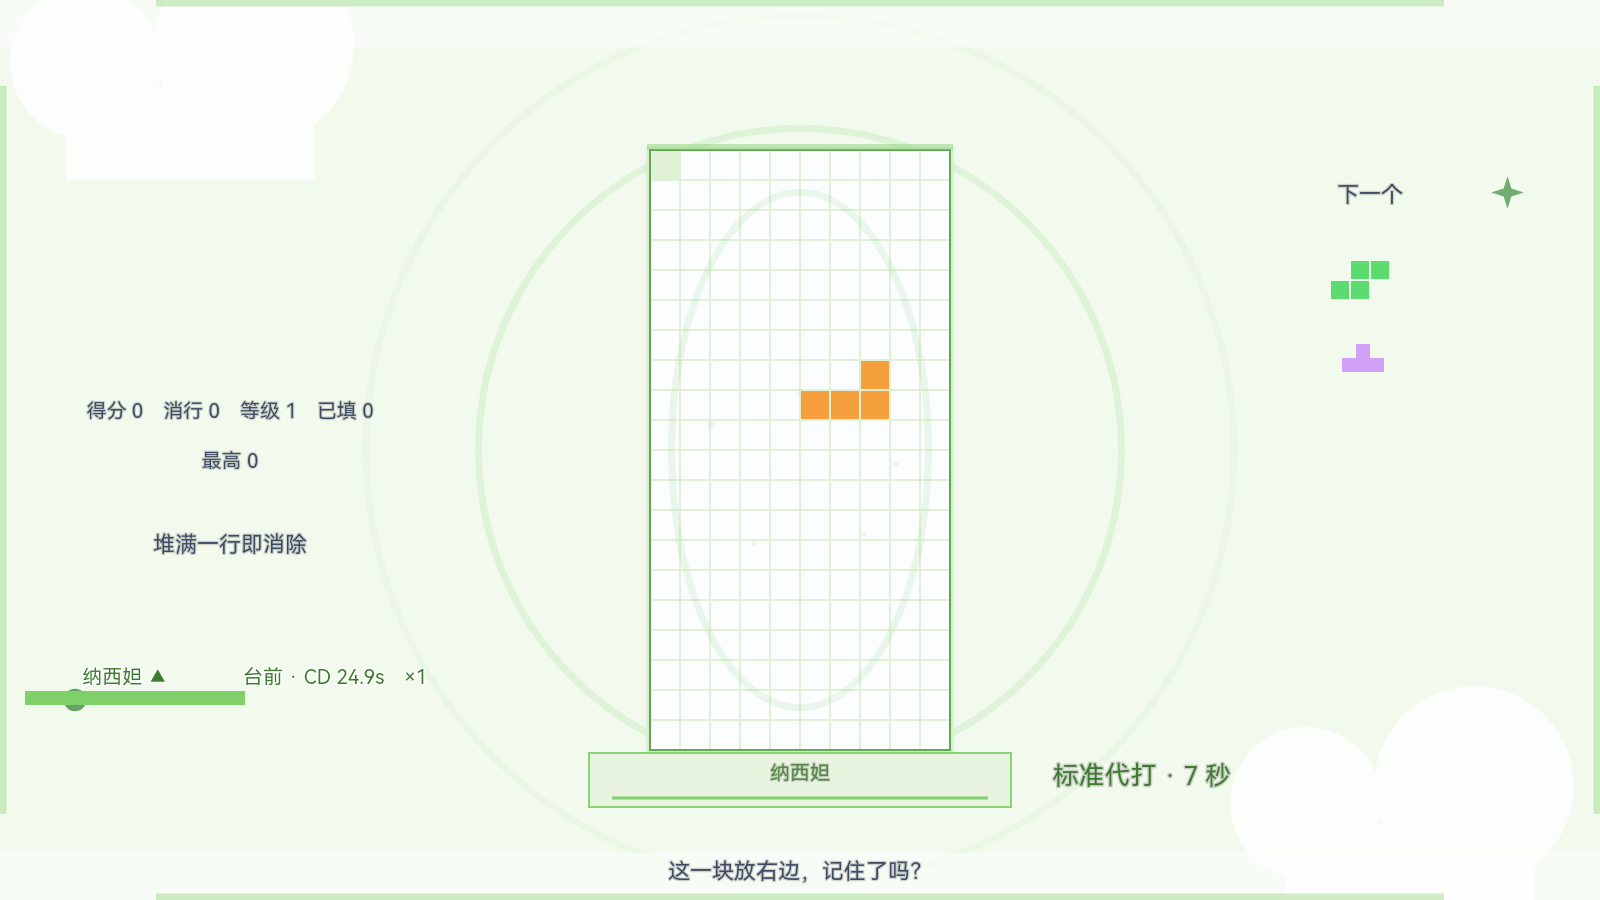 下一个
得分 0 消行 0 等级 1 已填 0
最高 0
堆满一行即消除
纳西妲 ▲ 台前 · CD 24.9s ×1
纳西妲
标准代打 · 7 秒
这一块放右边，记住了吗？